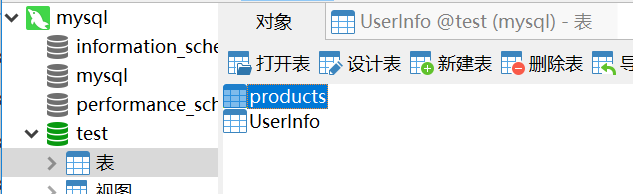 mysql
information_sche
mysql
performance_sch
test
表
视图
对象
UserInfo @test (mysql) - 表
打开表 设计表 新建表 删除表 导
products
UserInfo